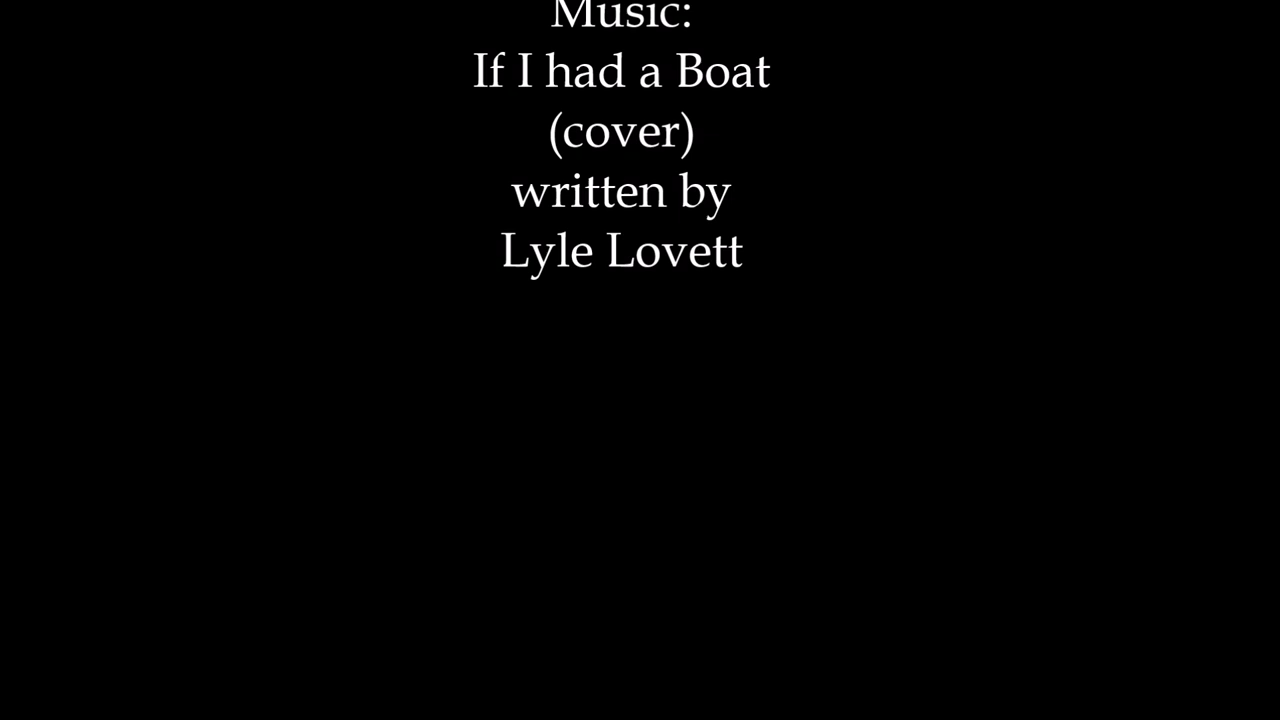 Music:
If I had a Boat
(cover)
written by
Lyle Lovett